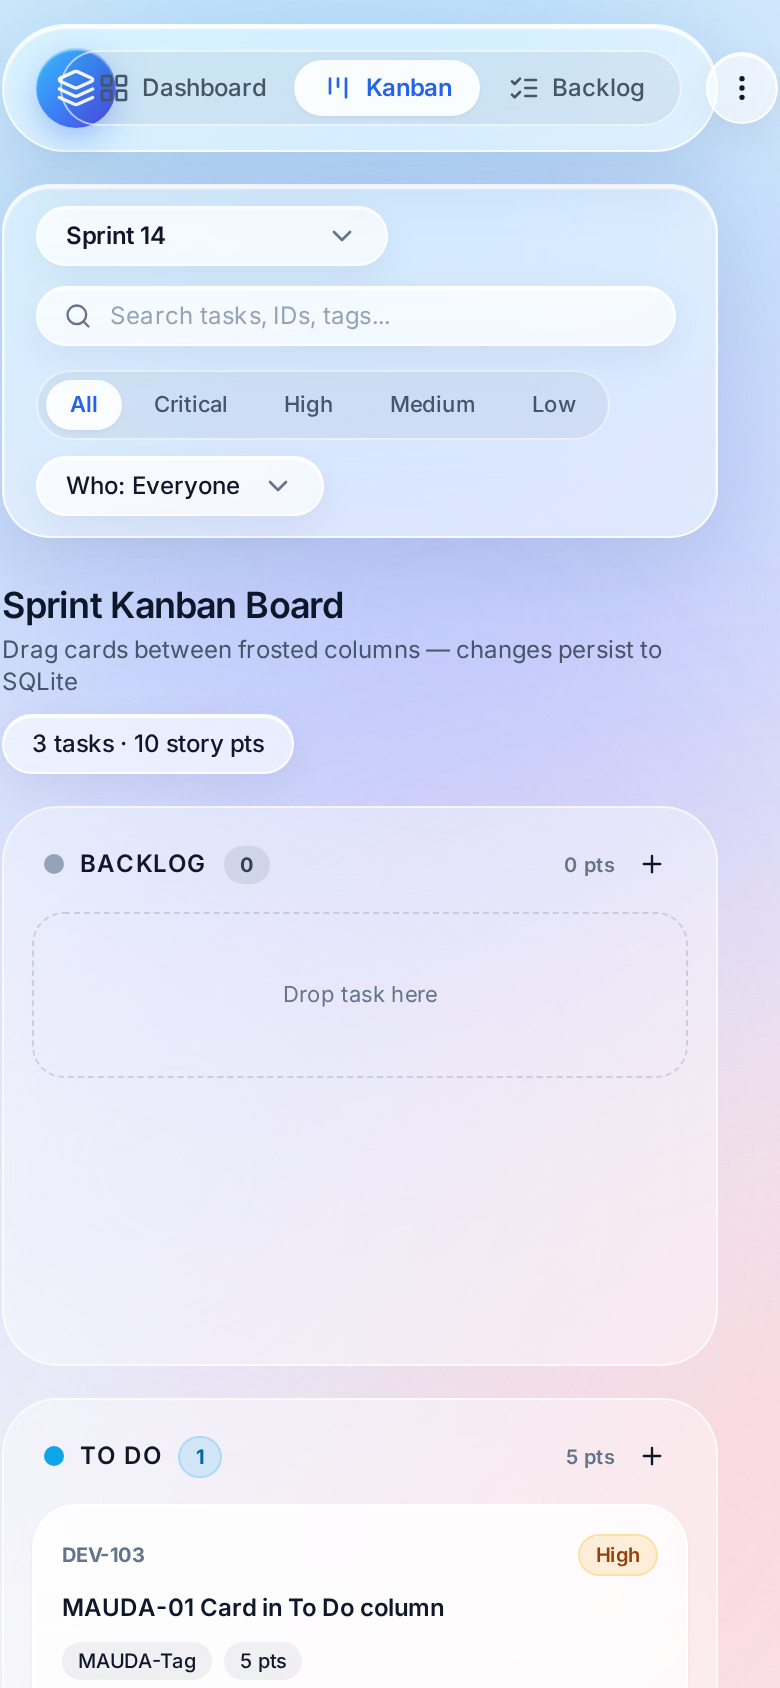 Dashboard
Kanban
Backlog
Sprint 14
Search tasks, IDs, tags...
All
Critical
High
Medium
Low
Who: Everyone
Sprint Kanban Board
Drag cards between frosted columns — changes persist to
SQLite
3 tasks · 10 story pts
BACKLOG 0 0 pts
Drop task here
TO DO 1 5 pts
DEV-103 High
MAUDA-01 Card in To Do column
MAUDA-Tag 5 pts